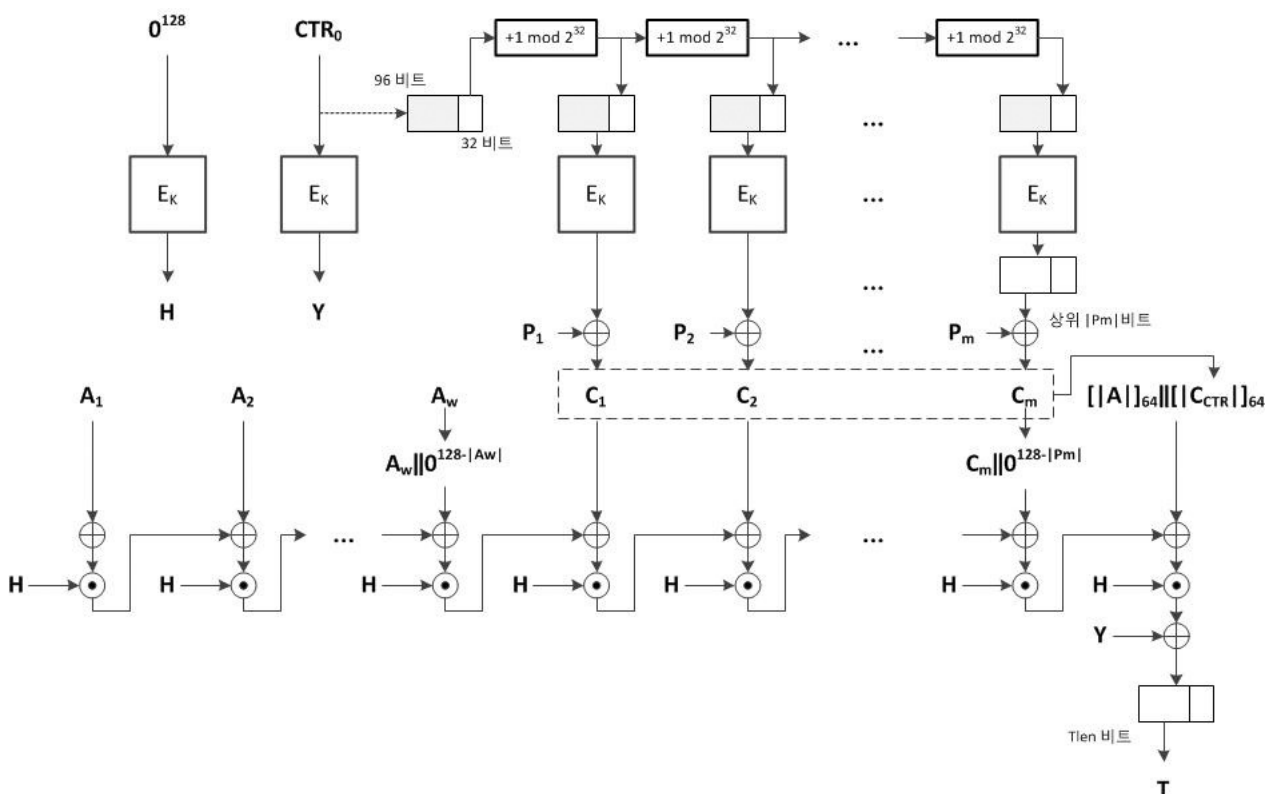 0^128 CTR_0 +1 mod 2^32 +1 mod 2^32 ... +1 mod 2^32
96 비트
32 비트 ...
E_K E_K E_K E_K ... E_K
...
H Y
P_1 P_2 P_m 상위 |Pm| 비트
...
A_1 A_2 A_w C_1 C_2 C_m [|A|]_64||[|C_CTR|]_64
A_w||0^128-|Aw| C_m||0^128-|Pm|
... ...
H H H H H H H
Y
Tlen 비트
T